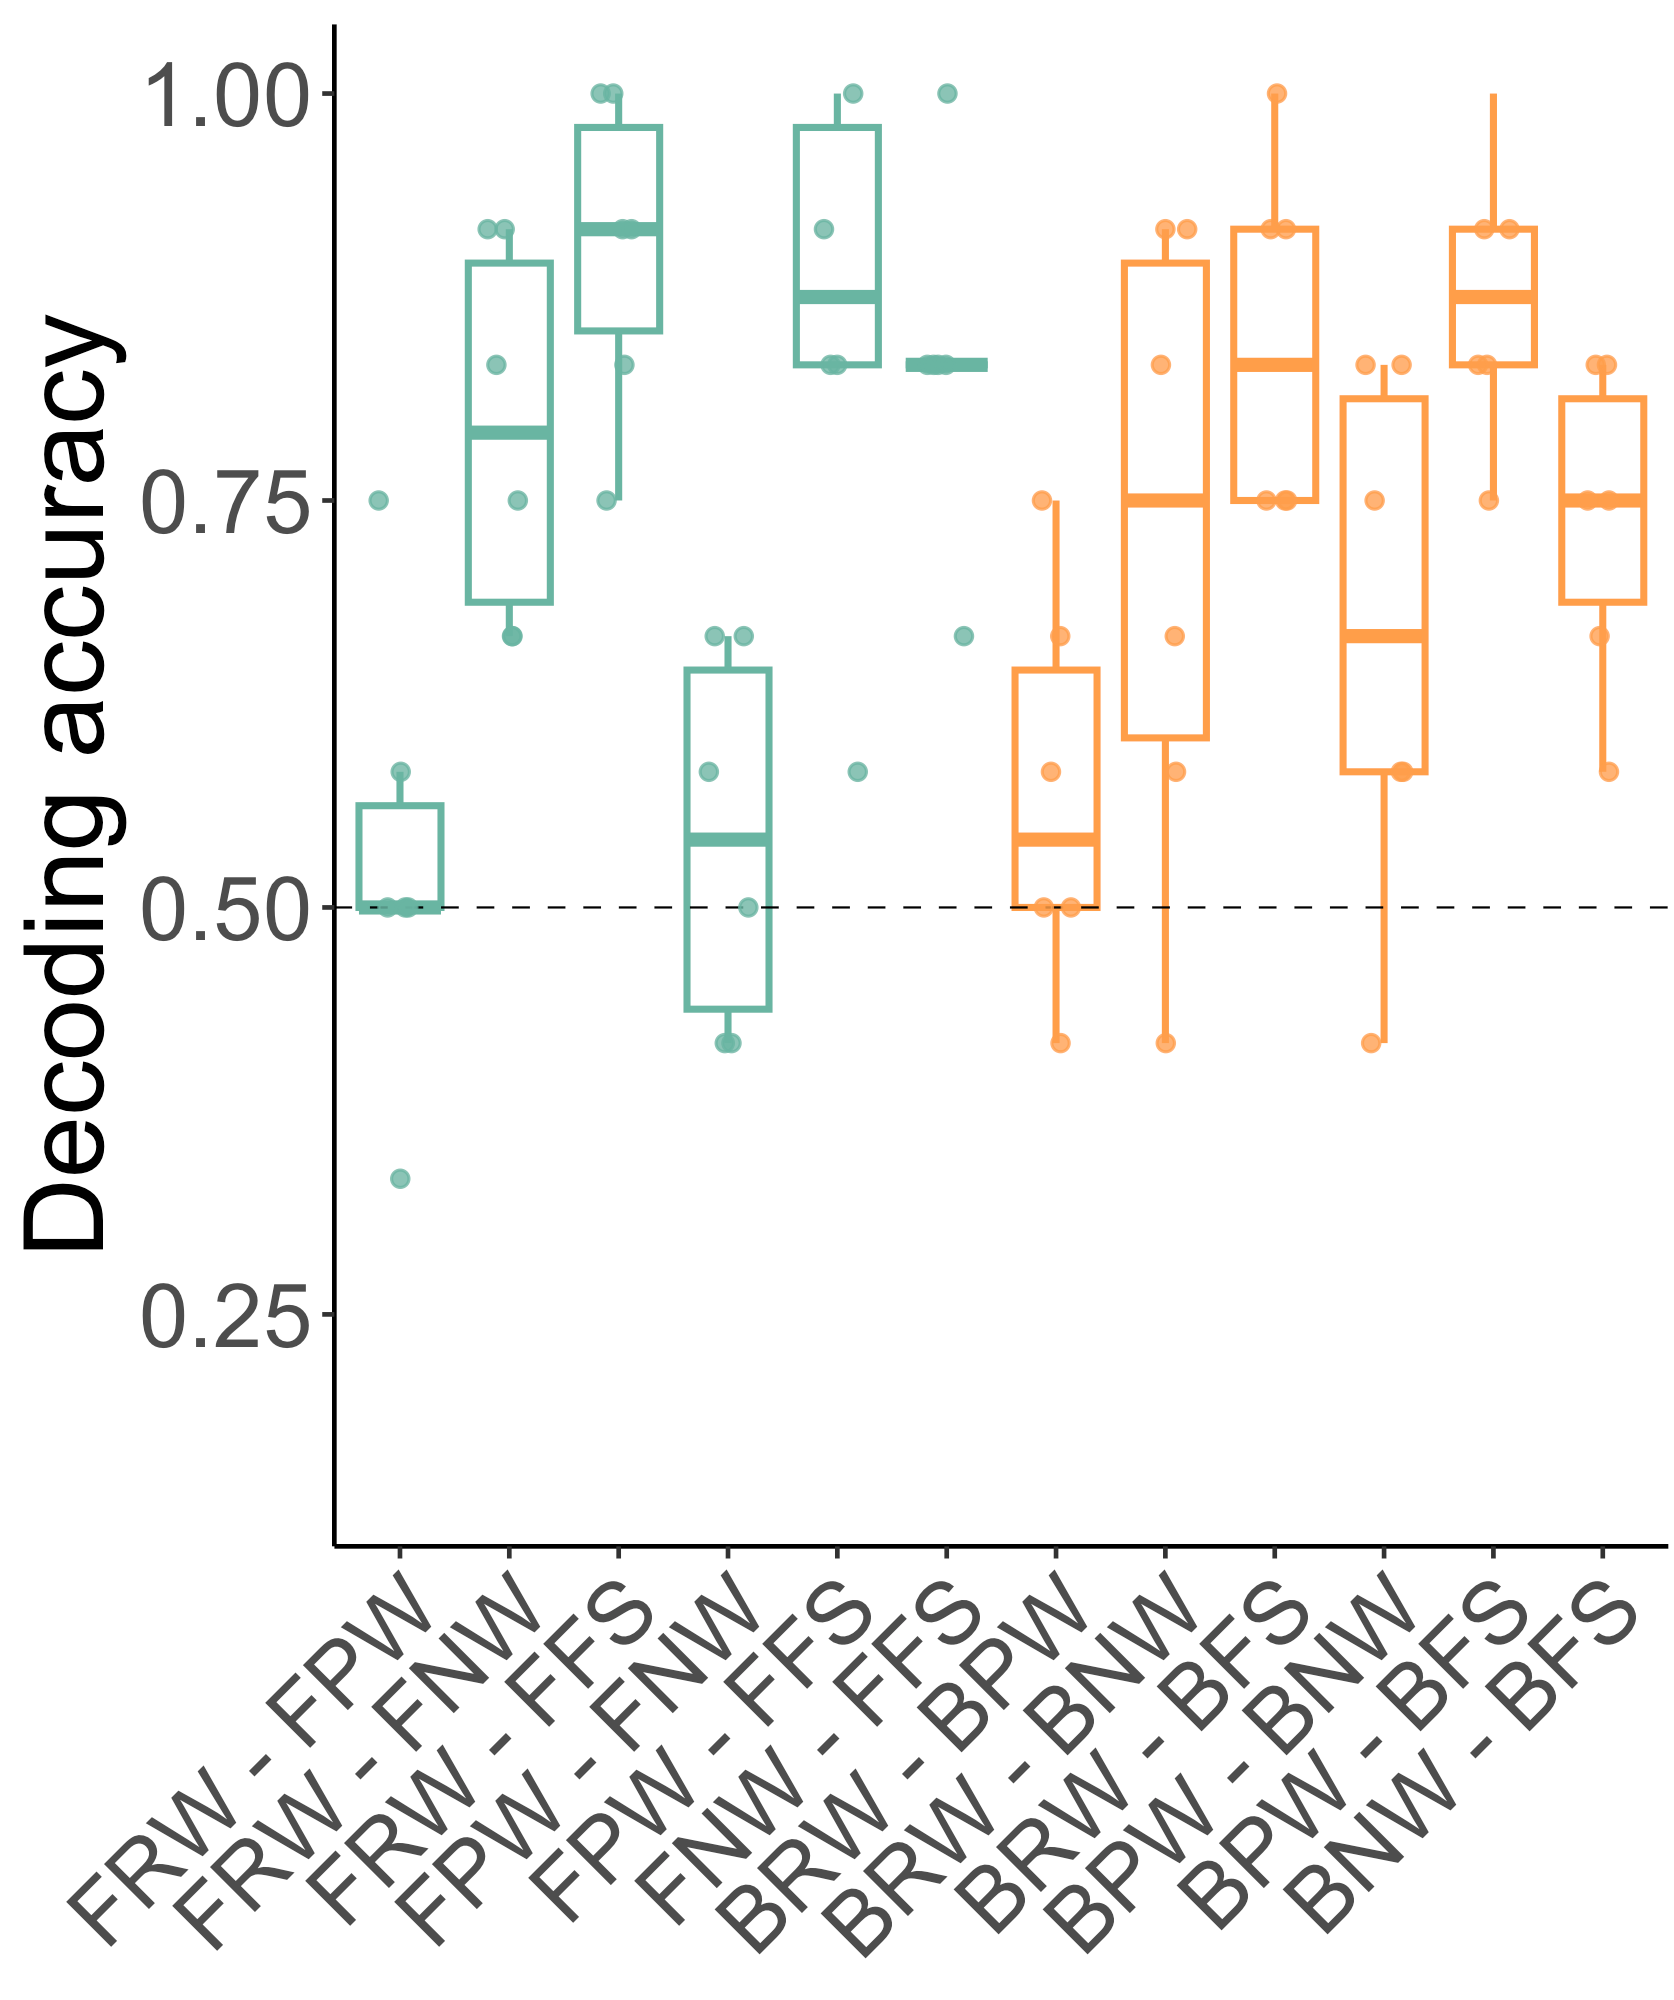 Decoding accuracy
1.00
0.75
0.50
0.25
FRW - FPW
FRW - FNW
FRW - FFS
FPW - FNW
FPW - FFS
FNW - FFS
BRW - BPW
BRW - BNW
BRW - BFS
BPW - BNW
BPW - BFS
BNW - BFS